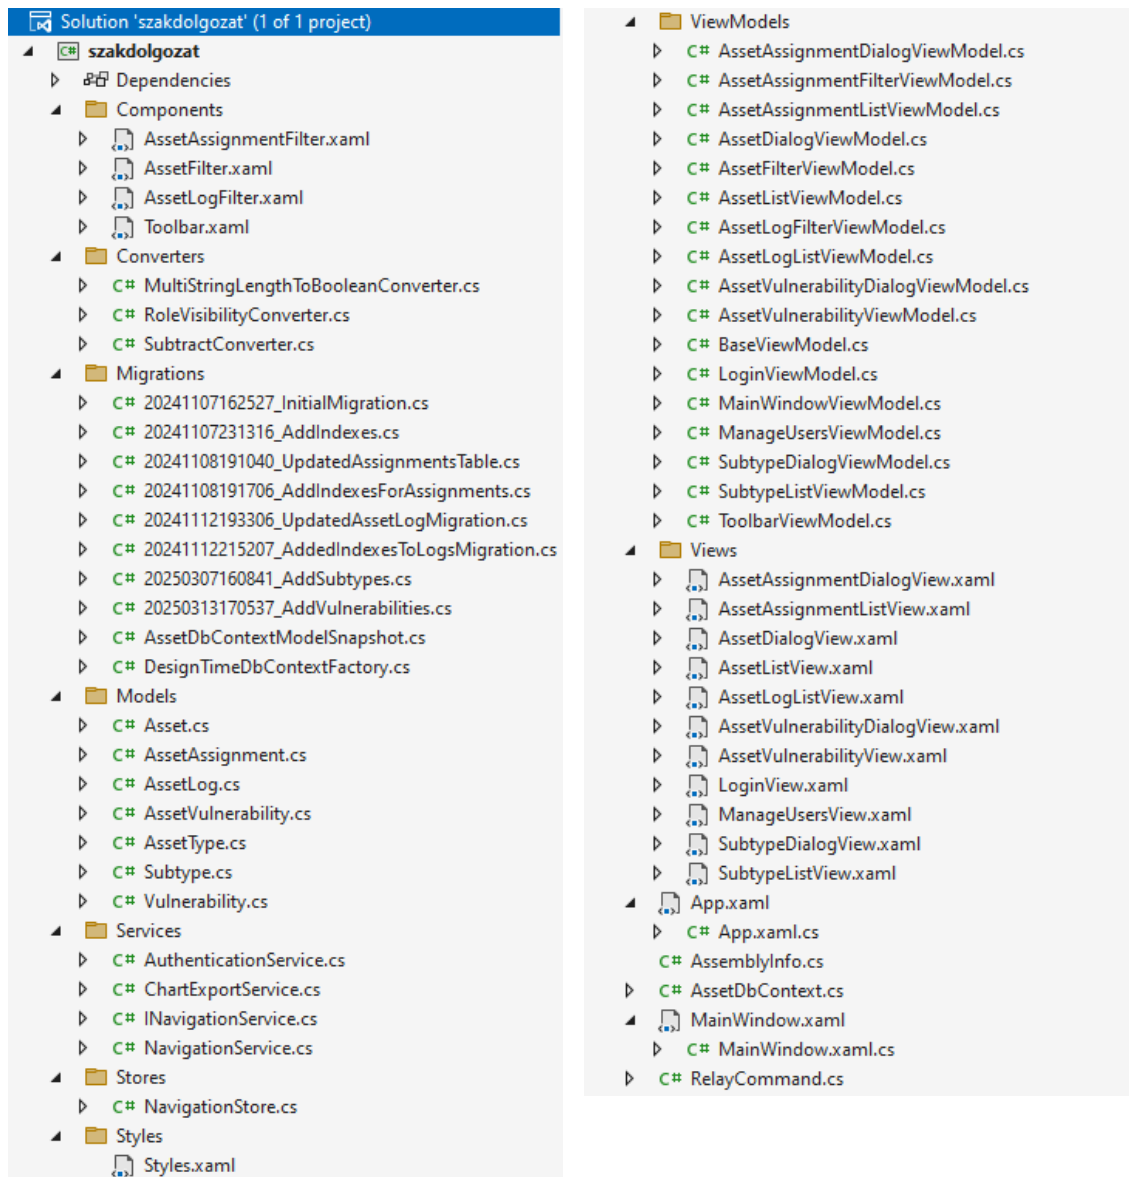 Solution 'szakdolgozat' (1 of 1 project)
C# szakdolgozat
Dependencies
Components
AssetAssignmentFilter.xaml
AssetFilter.xaml
AssetLogFilter.xaml
Toolbar.xaml
Converters
C# MultiStringLengthToBooleanConverter.cs
C# RoleVisibilityConverter.cs
C# SubtractConverter.cs
Migrations
C# 20241107162527_InitialMigration.cs
C# 20241107231316_AddIndexes.cs
C# 20241108191040_UpdatedAssignmentsTable.cs
C# 20241108191706_AddIndexesForAssignments.cs
C# 20241112193306_UpdatedAssetLogMigration.cs
C# 20241112215207_AddedIndexesToLogsMigration.cs
C# 20250307160841_AddSubtypes.cs
C# 20250313170537_AddVulnerabilities.cs
C# AssetDbContextModelSnapshot.cs
C# DesignTimeDbContextFactory.cs
Models
C# Asset.cs
C# AssetAssignment.cs
C# AssetLog.cs
C# AssetVulnerability.cs
C# AssetType.cs
C# Subtype.cs
C# Vulnerability.cs
Services
C# AuthenticationService.cs
C# ChartExportService.cs
C# INavigationService.cs
C# NavigationService.cs
Stores
C# NavigationStore.cs
Styles
Styles.xaml
ViewModels
C# AssetAssignmentDialogViewModel.cs
C# AssetAssignmentFilterViewModel.cs
C# AssetAssignmentListViewModel.cs
C# AssetDialogViewModel.cs
C# AssetFilterViewModel.cs
C# AssetListViewModel.cs
C# AssetLogFilterViewModel.cs
C# AssetLogListViewModel.cs
C# AssetVulnerabilityDialogViewModel.cs
C# AssetVulnerabilityViewModel.cs
C# BaseViewModel.cs
C# LoginViewModel.cs
C# MainWindowViewModel.cs
C# ManageUsersViewModel.cs
C# SubtypeDialogViewModel.cs
C# SubtypeListViewModel.cs
C# ToolbarViewModel.cs
Views
AssetAssignmentDialogView.xaml
AssetAssignmentListView.xaml
AssetDialogView.xaml
AssetListView.xaml
AssetLogListView.xaml
AssetVulnerabilityDialogView.xaml
AssetVulnerabilityView.xaml
LoginView.xaml
ManageUsersView.xaml
SubtypeDialogView.xaml
SubtypeListView.xaml
App.xaml
C# App.xaml.cs
C# AssemblyInfo.cs
C# AssetDbContext.cs
MainWindow.xaml
C# MainWindow.xaml.cs
C# RelayCommand.cs